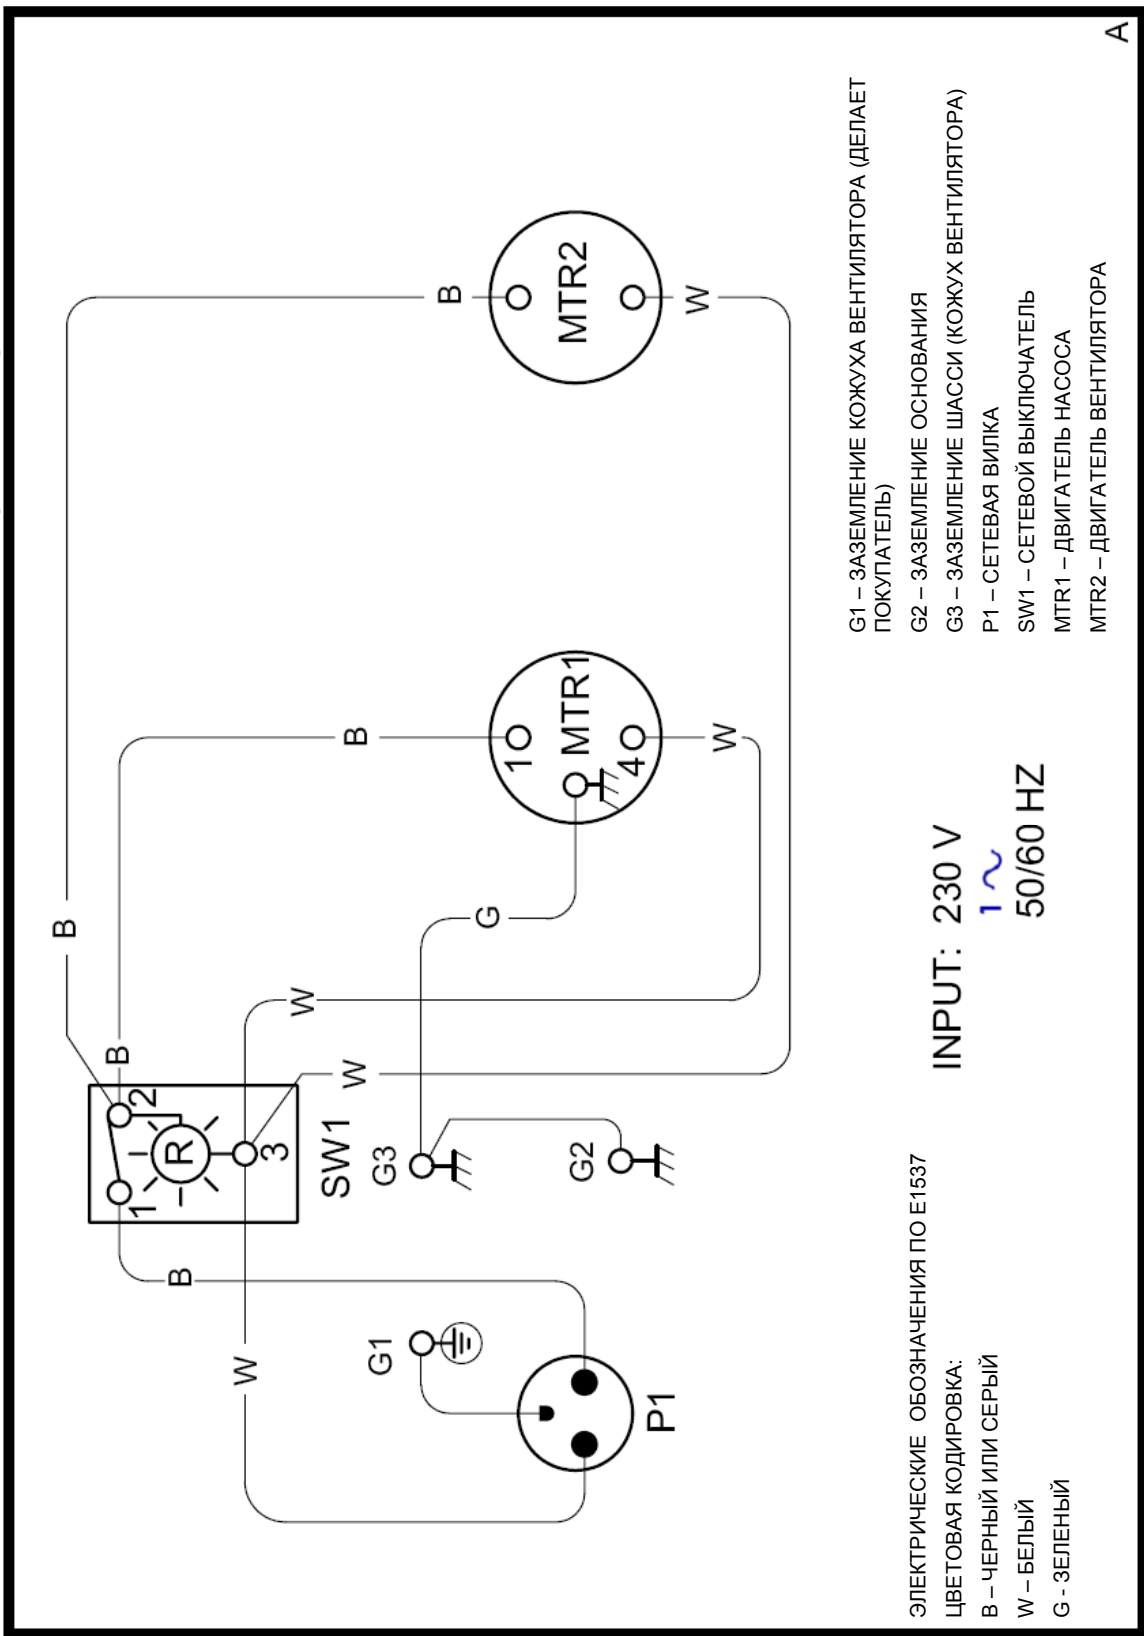 B
B
B
B
B
MTR2
W
1
MTR1
4
W
G
W
W
2
R
1
3
SW1
G3
G2
B
W
G1
P1
ЭЛЕКТРИЧЕСКИЕ ОБОЗНАЧЕНИЯ ПО Е1537
ЦВЕТОВАЯ КОДИРОВКА:
B – ЧЕРНЫЙ ИЛИ СЕРЫЙ
W – БЕЛЫЙ
G - ЗЕЛЕНЫЙ
INPUT: 230 V
1 ~
50/60 HZ
G1 – ЗАЗЕМЛЕНИЕ КОЖУХА ВЕНТИЛЯТОРА (ДЕЛАЕТ
ПОКУПАТЕЛЬ)
G2 – ЗАЗЕМЛЕНИЕ ОСНОВАНИЯ
G3 – ЗАЗЕМЛЕНИЕ ШАССИ (КОЖУХ ВЕНТИЛЯТОРА)
P1 – СЕТЕВАЯ ВИЛКА
SW1 – СЕТЕВОЙ ВЫКЛЮЧАТЕЛЬ
MTR1 – ДВИГАТЕЛЬ НАСОСА
MTR2 – ДВИГАТЕЛЬ ВЕНТИЛЯТОРА
A